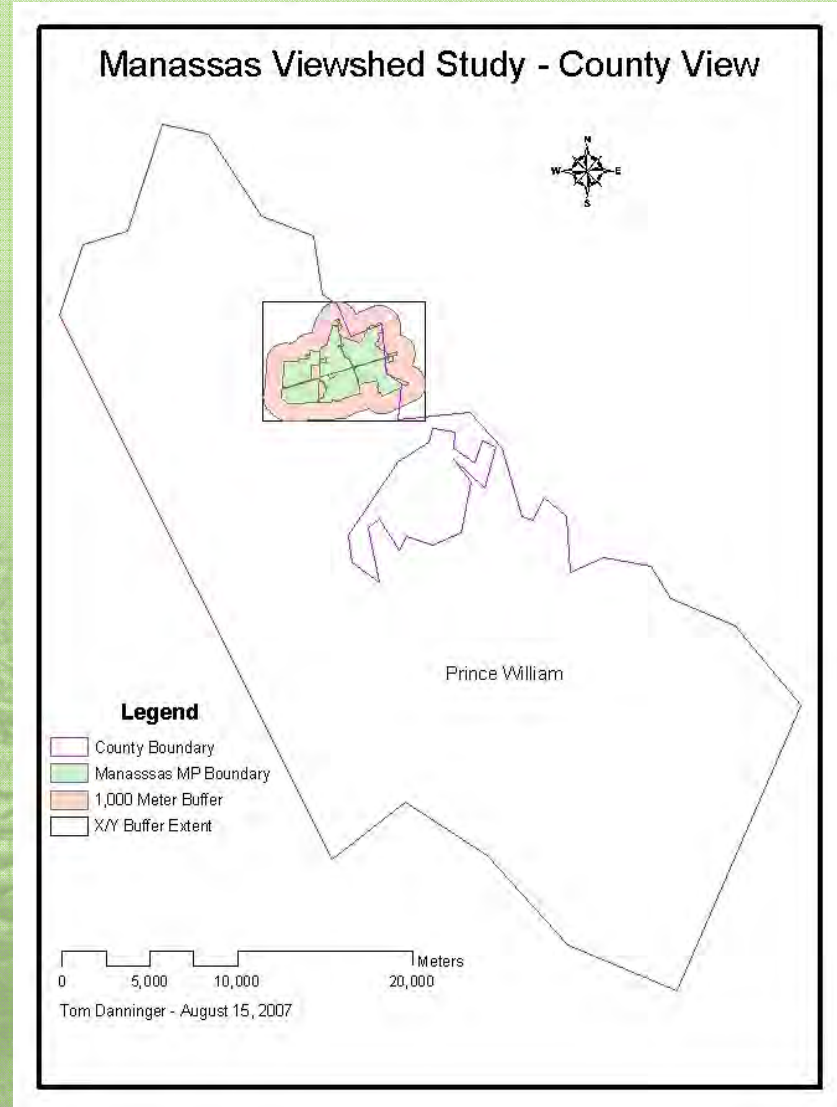 Manassas Viewshed Study - County View
N
W E
S
Prince William
Legend
County Boundary
Manasssas MP Boundary
1,000 Meter Buffer
X/Y Buffer Extent
Meters
0 5,000 10,000 20,000
Tom Danninger - August 15, 2007